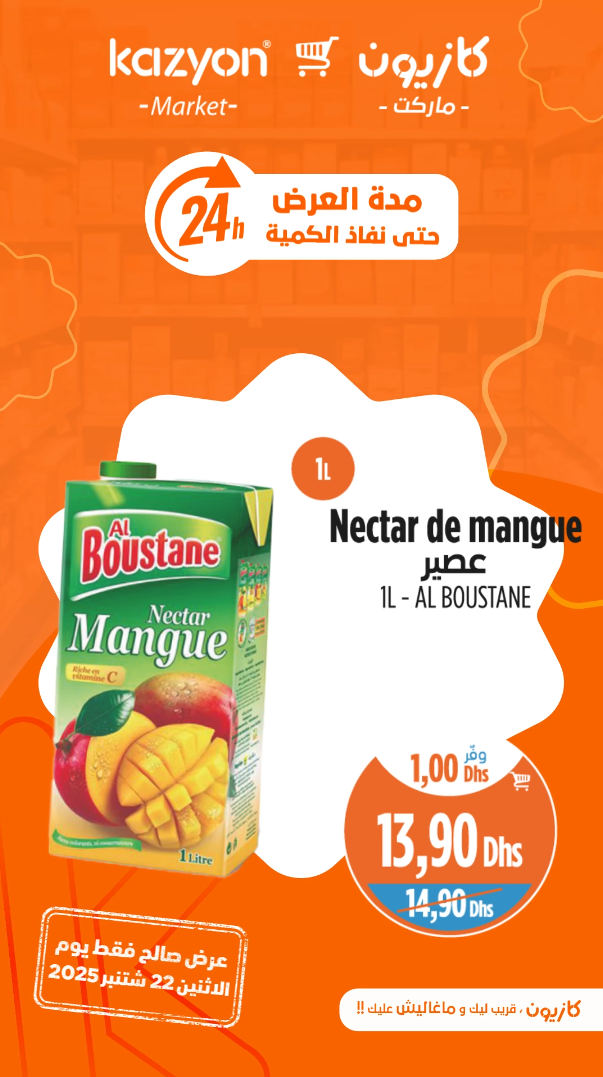 kazyon® كازيون
-Market- - ماركت -
24h
مدة العرض
حتى نفاذ الكمية
1L
Nectar de mangue
عصير
1L - AL BOUSTANE
Al
Boustane
Nectar
Mangue
Riche en
vitamine C
1 Litre
وفّر
1,00 Dhs
13,90 Dhs
14,90 Dhs
عرض صالح فقط يوم
الاثنين 22 شتنبر 2025
كازيون ، قريب ليك و ماغاليش عليك !!